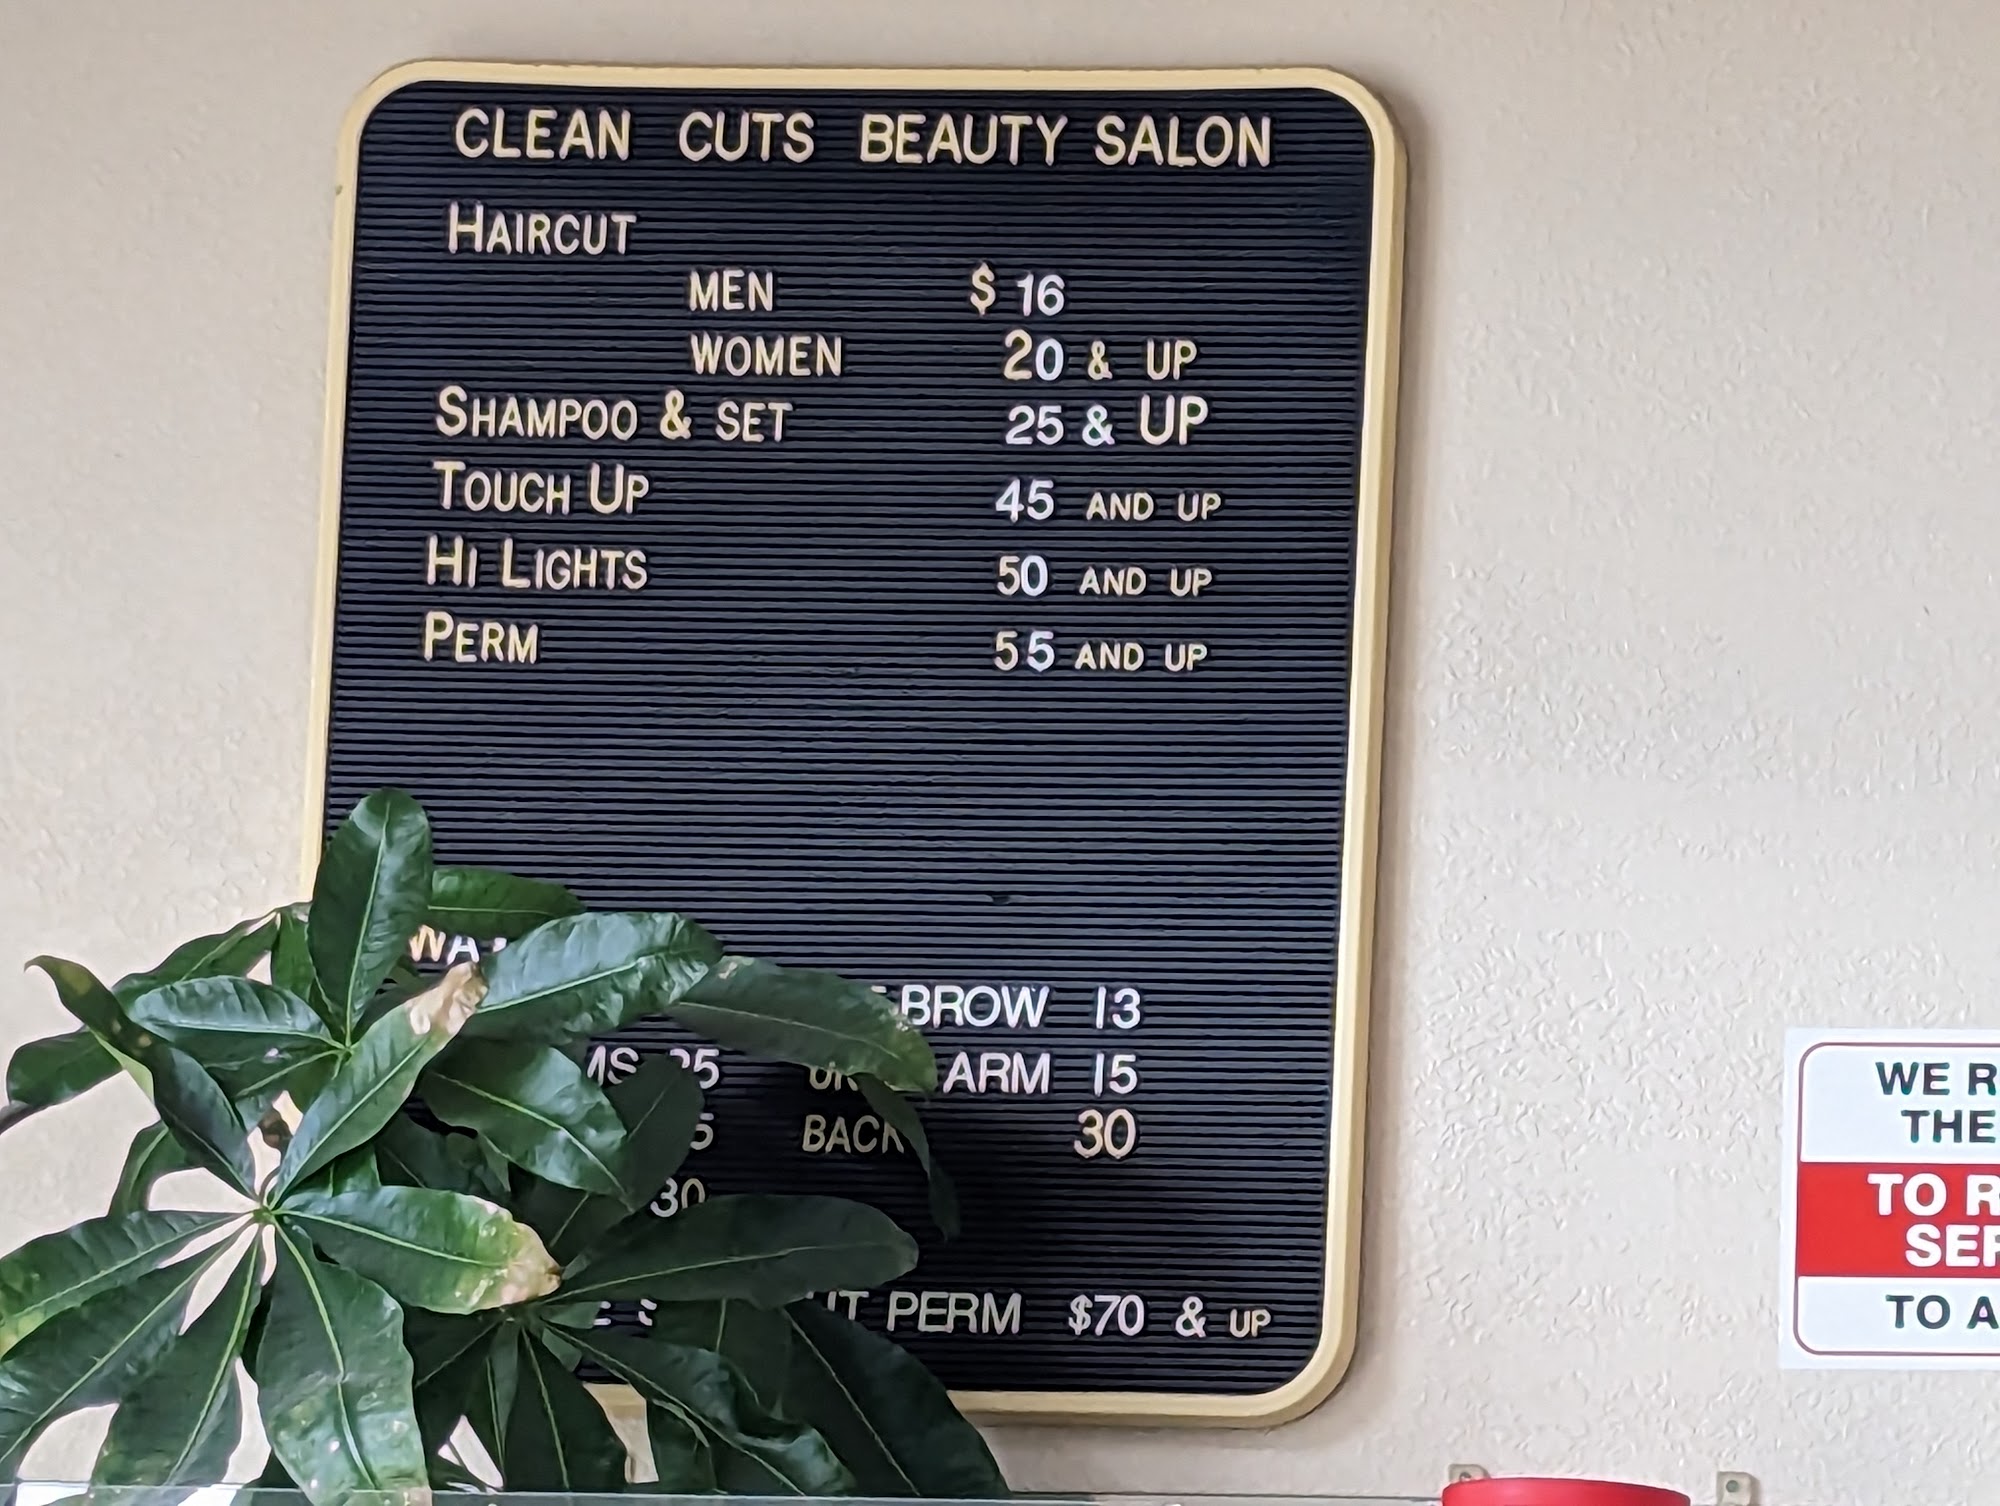 CLEAN CUTS BEAUTY SALON
HAIRCUT
MEN $ 16
WOMEN 20 & UP
SHAMPOO & SET 25 & UP
TOUCH UP 45 AND UP
HI LIGHTS 50 AND UP
PERM 55 AND UP
BROW 13
ARM 15
BACK 30
30
PERM $70 & UP
WE
THE
TO
TO